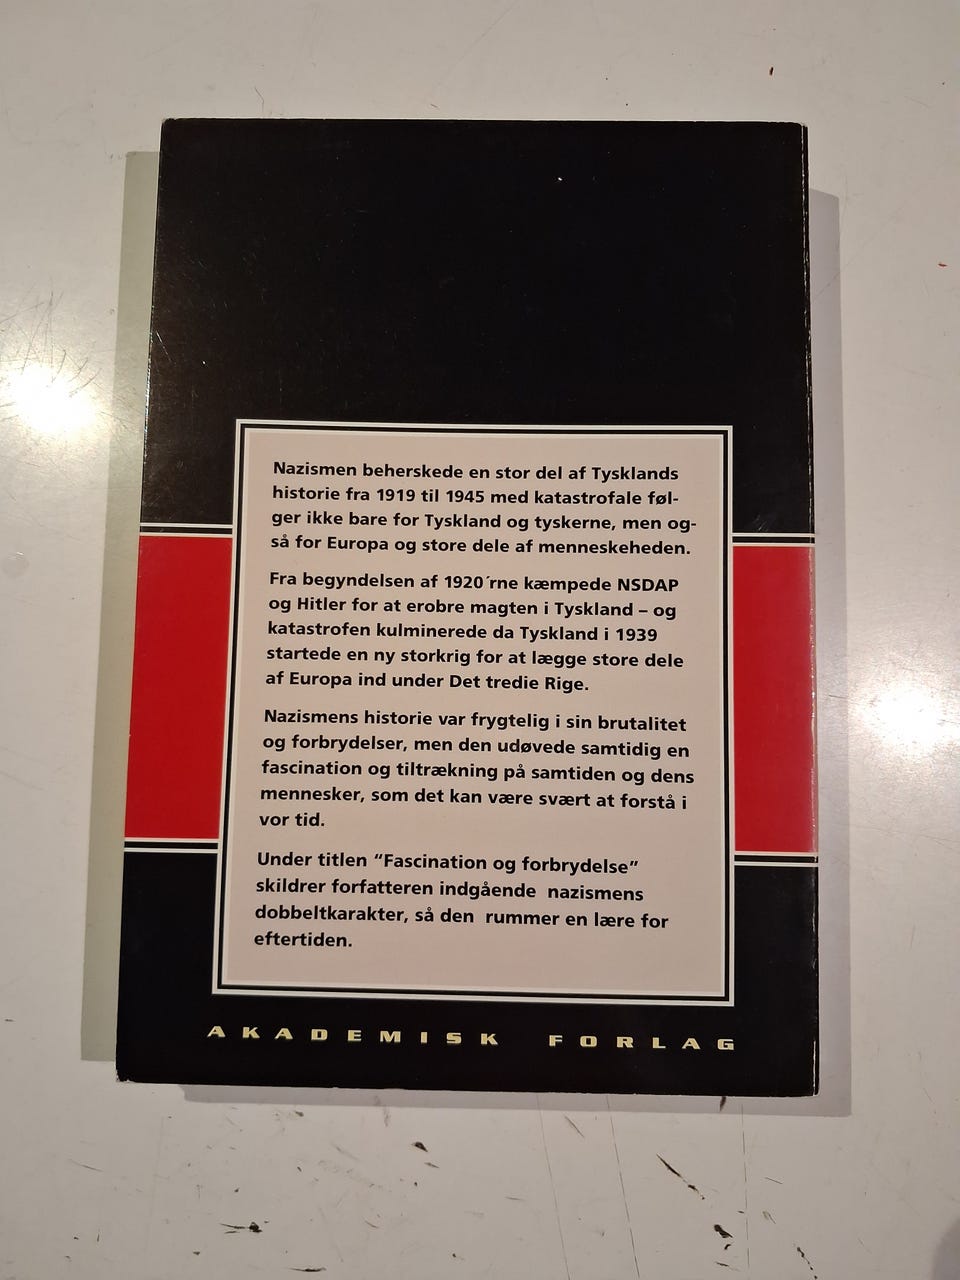 Nazismen beherskede en stor del af Tysklands
historie fra 1919 til 1945 med katastrofale føl-
ger ikke bare for Tyskland og tyskerne, men og-
så for Europa og store dele af menneskeheden.
Fra begyndelsen af 1920´rne kæmpede NSDAP
og Hitler for at erobre magten i Tyskland – og
katastrofen kulminerede da Tyskland i 1939
startede en ny storkrig for at lægge store dele
af Europa ind under Det tredie Rige.
Nazismens historie var frygtelig i sin brutalitet
og forbrydelser, men den udøvede samtidig en
fascination og tiltrækning på samtiden og dens
mennesker, som det kan være svært at forstå i
vor tid.
Under titlen “Fascination og forbrydelse”
skildrer forfatteren indgående nazismens
dobbeltkarakter, så den rummer en lære for
eftertiden.
AKADEMISK FORLAG